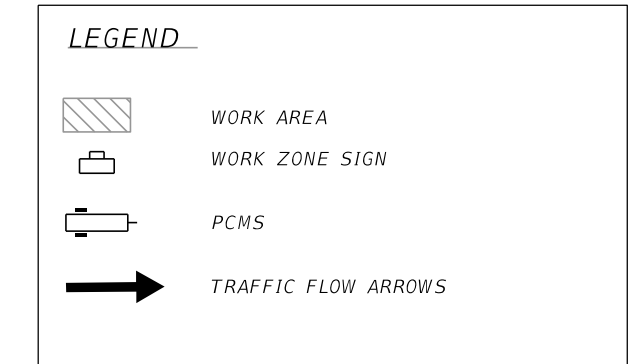 LEGEND
WORK AREA
WORK ZONE SIGN
PCMS
TRAFFIC FLOW ARROWS